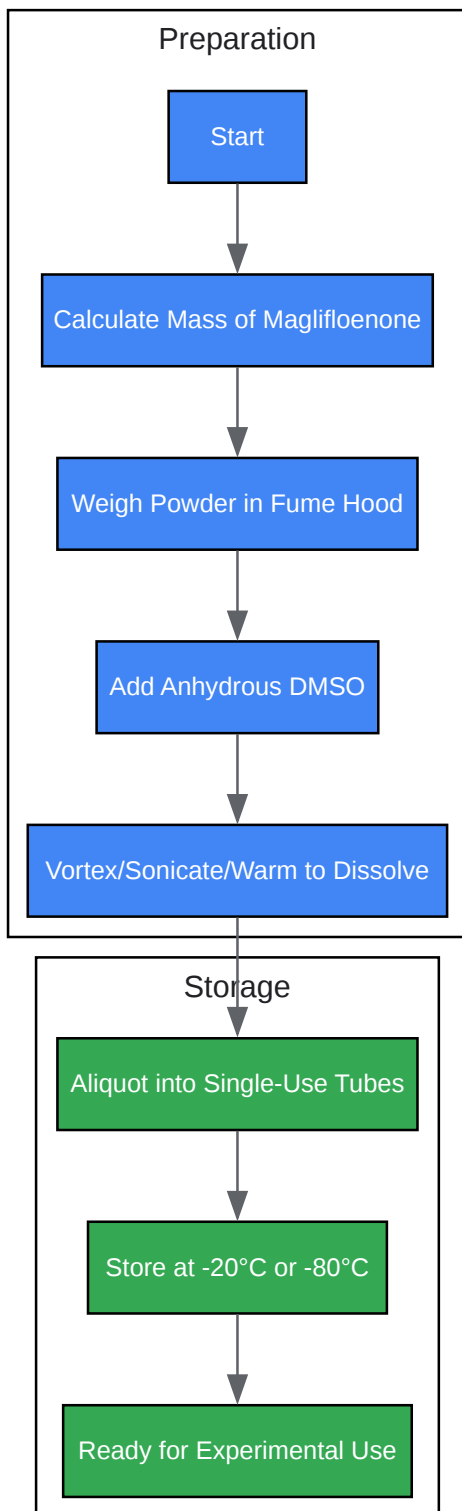 Preparation
Start
Calculate Mass of Maglifloenone
Weigh Powder in Fume Hood
Add Anhydrous DMSO
Vortex/Sonicate/Warm to Dissolve
Storage
Aliquot into Single-Use Tubes
Store at -20°C or -80°C
Ready for Experimental Use